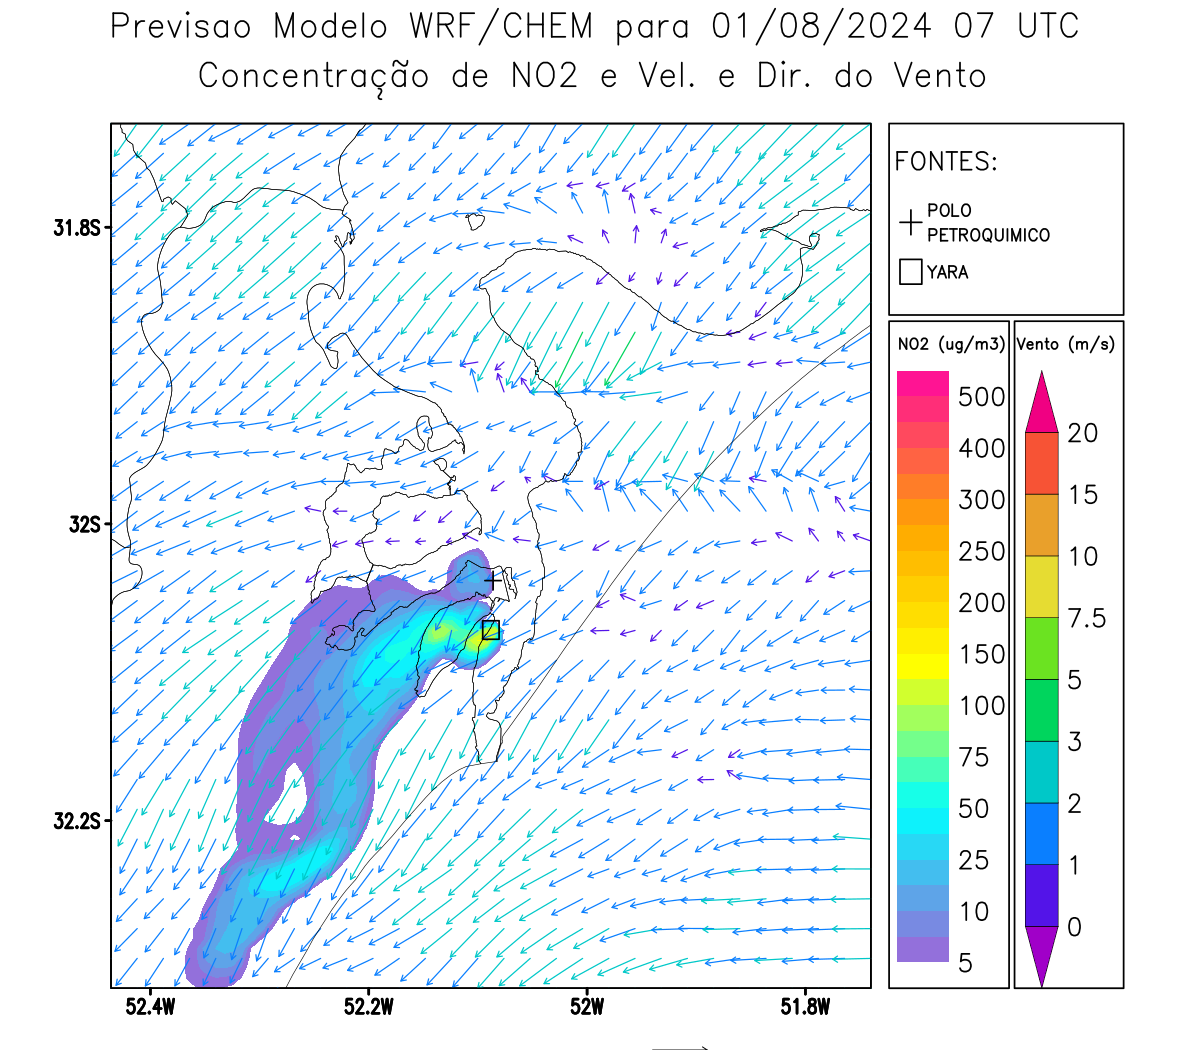 Previsao Modelo WRF/CHEM para 01/08/2024 07 UTC
Concentração de NO2 e Vel. e Dir. do Vento
FONTES:
POLO
PETROQUIMICO
YARA
NO2 (ug/m3)
500
400
300
250
200
150
100
75
50
25
10
5
Vento (m/s)
20
15
10
7.5
5
3
2
1
0
31.8S
32S
32.2S
52.4W
52.2W
52W
51.8W